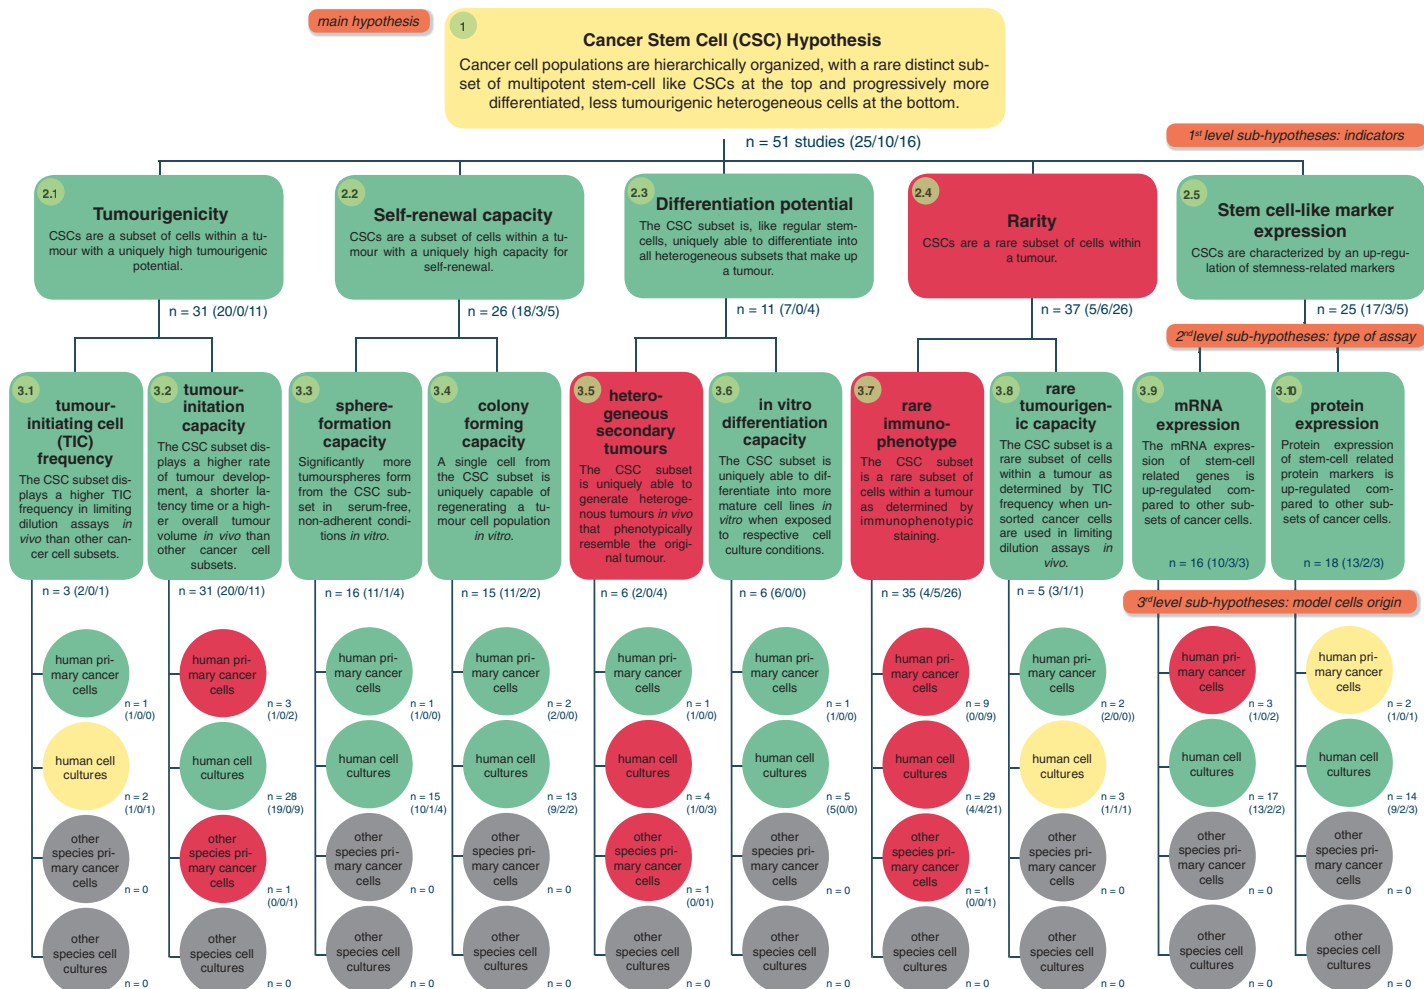 main hypothesis
1
Cancer Stem Cell (CSC) Hypothesis
Cancer cell populations are hierarchically organized, with a rare distinct sub-
set of multipotent stem-cell like CSCs at the top and progressively more
differentiated, less tumourigenic heterogeneous cells at the bottom.
n = 51 studies (25/10/16)
1st level sub-hypotheses: indicators
2.1
Tumourigenicity
CSCs are a subset of cells within a tu-
mour with a uniquely high tumourigenic
potential.
n = 31 (20/0/11)
2.2
Self-renewal capacity
CSCs are a subset of cells within a tu-
mour with a uniquely high capacity for
self-renewal.
n = 26 (18/3/5)
2.3
Differentiation potential
The CSC subset is, like regular stem-
cells, uniquely able to differentiate into
all heterogeneous subsets that make up
a tumour.
n = 11 (7/0/4)
2.4
Rarity
CSCs are a rare subset of cells within
a tumour.
n = 37 (5/6/26)
2.5
Stem cell-like marker
expression
CSCs are characterized by an up-regu-
lation of stemness-related markers
n = 25 (17/3/5)
2nd level sub-hypotheses: type of assay
3.1
tumour-
initiating cell
(TIC)
frequency
The CSC subset dis-
plays a higher TIC
frequency in limiting
dilution assays in
vivo than other can-
cer cell subsets.
n = 3 (2/0/1)
3.2
tumour-
initation
capacity
The CSC subset dis-
plays a higher rate
of tumour develop-
ment, a shorter la-
tency time or a high-
er overall tumour
volume in vivo than
other cancer cell
subsets.
n = 31 (20/0/11)
3.3
sphere-
formation
capacity
Significantly more
tumourspheres form
from the CSC sub-
set in serum-free,
non-adherent condi-
tions in vitro.
n = 16 (11/1/4)
3.4
colony
forming
capacity
A single cell from
the CSC subset is
uniquely capable of
regenerating a tu-
mour cell population
in vitro.
n = 15 (11/2/2)
3.5
hetero-
geneous
secondary
tumours
The CSC subset
is uniquely able to
generate heteroge-
nous tumours in vivo
that phenotypically
resemble the origi-
nal tumour.
n = 6 (2/0/4)
3.6
in vitro
differentiation
capacity
The CSC subset is
uniquely able to dif-
ferentiate into more
mature cell lines in
vitro when exposed
to respective cell
culture conditions.
n = 6 (6/0/0)
3.7
rare
immuno-
phenotype
The CSC subset
is a rare subset of
cells within a tumour
as determined by
immunophenotypic
staining.
n = 35 (4/5/26)
3.8
rare
tumourigen-
ic capacity
The CSC subset is a
rare subset of cells
within a tumour as
determined by TIC
frequency when un-
sorted cancer cells
are used in limiting
dilution assays in
vivo.
n = 5 (3/1/1)
3.9
mRNA
expression
The mRNA expres-
sion of stem-cell
related genes is
up-regulated com-
pared to other sub-
sets of cancer cells.
n = 16 (10/3/3)
3.10
protein
expression
Protein expression
of stem-cell related
protein markers is
up-regulated com-
pared to other sub-
sets of cancer cells.
n = 18 (13/2/3)
3rd level sub-hypotheses: model cells origin
human pri-
mary cancer
cells
n = 1
(1/0/0)
human pri-
mary cancer
cells
n = 3
(1/0/2)
human pri-
mary cancer
cells
n = 1
(1/0/0)
human pri-
mary cancer
cells
n = 2
(2/0/0)
human pri-
mary cancer
cells
n = 1
(1/0/0)
human pri-
mary cancer
cells
n = 1
(1/0/0)
human pri-
mary cancer
cells
n = 9
(0/0/9)
human pri-
mary cancer
cells
n = 2
(2/0/0))
human pri-
mary cancer
cells
n = 3
(1/0/2)
human pri-
mary cancer
cells
n = 2
(1/0/1)
human cell
cultures
n = 2
(1/0/1)
human cell
cultures
n = 28
(19/0/9)
human cell
cultures
n = 15
(10/1/4)
human cell
cultures
n = 13
(9/2/2)
human cell
cultures
n = 4
(1/0/3)
human cell
cultures
n = 5
(5(0/0)
human cell
cultures
n = 29
(4/4/21)
human cell
cultures
n = 3
(1/1/1)
human cell
cultures
n = 17
(13/2/2)
human cell
cultures
n = 14
(9/2/3)
other
species pri-
mary cancer
cells
n = 0
other
species pri-
mary cancer
cells
n = 1
(0/0/1)
other
species pri-
mary cancer
cells
n = 0
other
species pri-
mary cancer
cells
n = 0
other
species pri-
mary cancer
cells
n = 1
(0/01)
other
species pri-
mary cancer
cells
n = 0
other
species pri-
mary cancer
cells
n = 1
(0/0/1)
other
species pri-
mary cancer
cells
n = 0
other
species pri-
mary cancer
cells
n = 0
other
species pri-
mary cancer
cells
n = 0
other
species cell
cultures
n = 0
other
species cell
cultures
n = 0
other
species cell
cultures
n = 0
other
species cell
cultures
n = 0
other
species cell
cultures
n = 0
other
species cell
cultures
n = 0
other
species cell
cultures
n = 0
other
species cell
cultures
n = 0
other
species cell
cultures
n = 0
other
species cell
cultures
n = 0